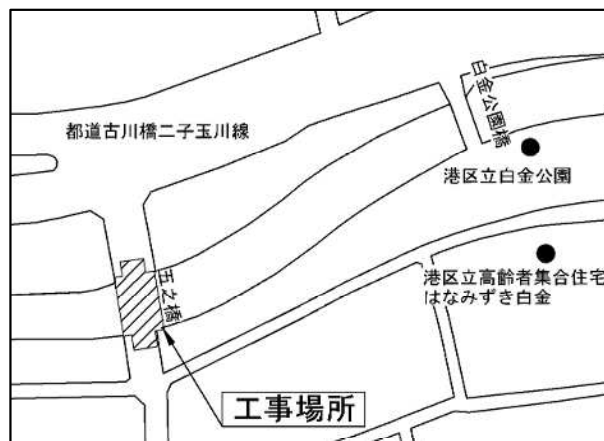 白金公園橋
都道古川橋二子玉川線
港区立白金公園
五之橋
港区立高齢者集合住宅
はなみずき白金
工事場所